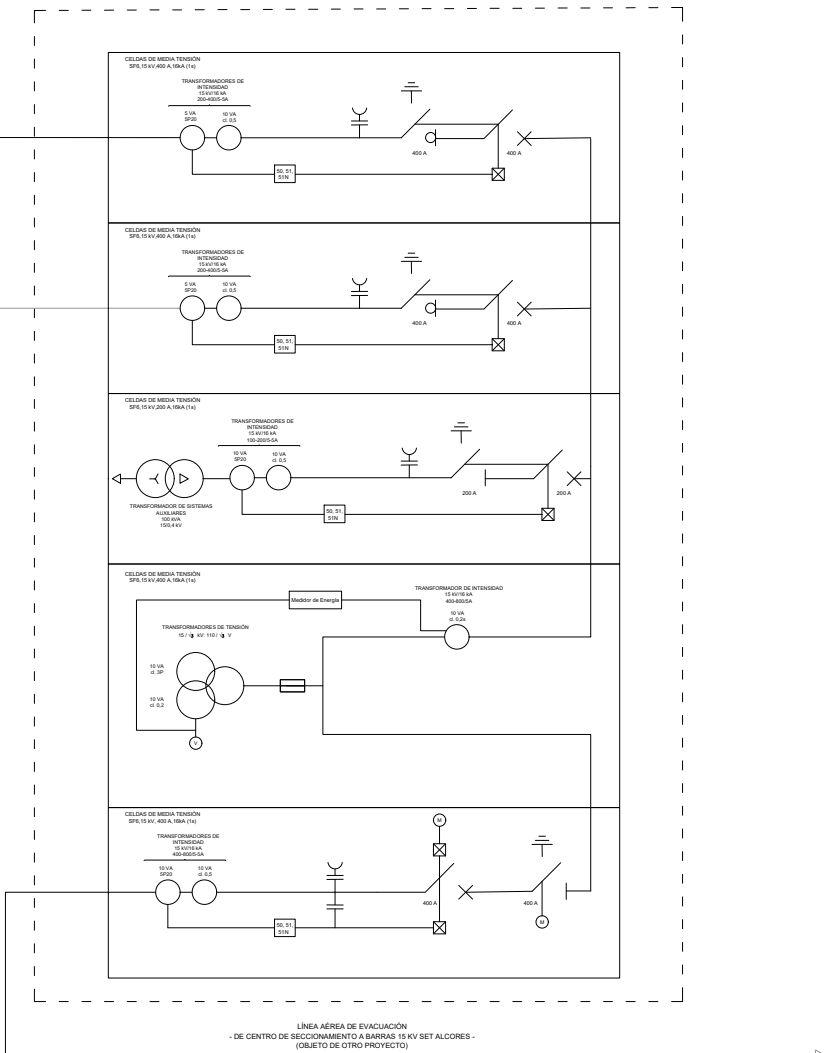 CELDAS DE MEDIA TENSIÓN
SF6,15 kV,400 A,16kA (1s)
TRANSFORMADORES DE
INTENSIDAD
15 kV/16 kA
200-400/5-5A
5 VA
5P20
10 VA
cl. 0,5
400 A
400 A
50, 51,
51N
CELDAS DE MEDIA TENSIÓN
SF6,15 kV,400 A,16kA (1s)
TRANSFORMADORES DE
INTENSIDAD
15 kV/16 kA
200-400/5-5A
5 VA
5P20
10 VA
cl. 0,5
400 A
400 A
50, 51,
51N
CELDAS DE MEDIA TENSIÓN
SF6,15 kV,200 A,16kA (1s)
TRANSFORMADORES DE
INTENSIDAD
15 kV/16 kA
100-200/5-5A
10 VA
5P20
10 VA
cl. 0,5
200 A
200 A
TRANSFORMADOR DE SISTEMAS
AUXILIARES
100 kVA
15/0,4 kV
50, 51,
51N
CELDAS DE MEDIA TENSIÓN
SF6,15 kV,400 A,16kA (1s)
TRANSFORMADOR DE INTENSIDAD
15 kV/16 kA
400-800/5A
10 VA
cl. 0,2s
Medidor de Energía
TRANSFORMADORES DE TENSIÓN
15 / √3 kV: 110 / √3 V
10 VA
cl. 3P
10 VA
cl. 0,2
V
CELDAS DE MEDIA TENSIÓN
SF6,15 kV, 400 A,16kA (1s)
TRANSFORMADORES DE
INTENSIDAD
15 kV/16 kA
400-800/5-5A
10 VA
5P20
10 VA
cl. 0,5
M
400 A
400 A
M
50, 51,
51N
LÍNEA AÉREA DE EVACUACIÓN
- DE CENTRO DE SECCIONAMIENTO A BARRAS 15 KV SET ALCORES -
(OBJETO DE OTRO PROYECTO)